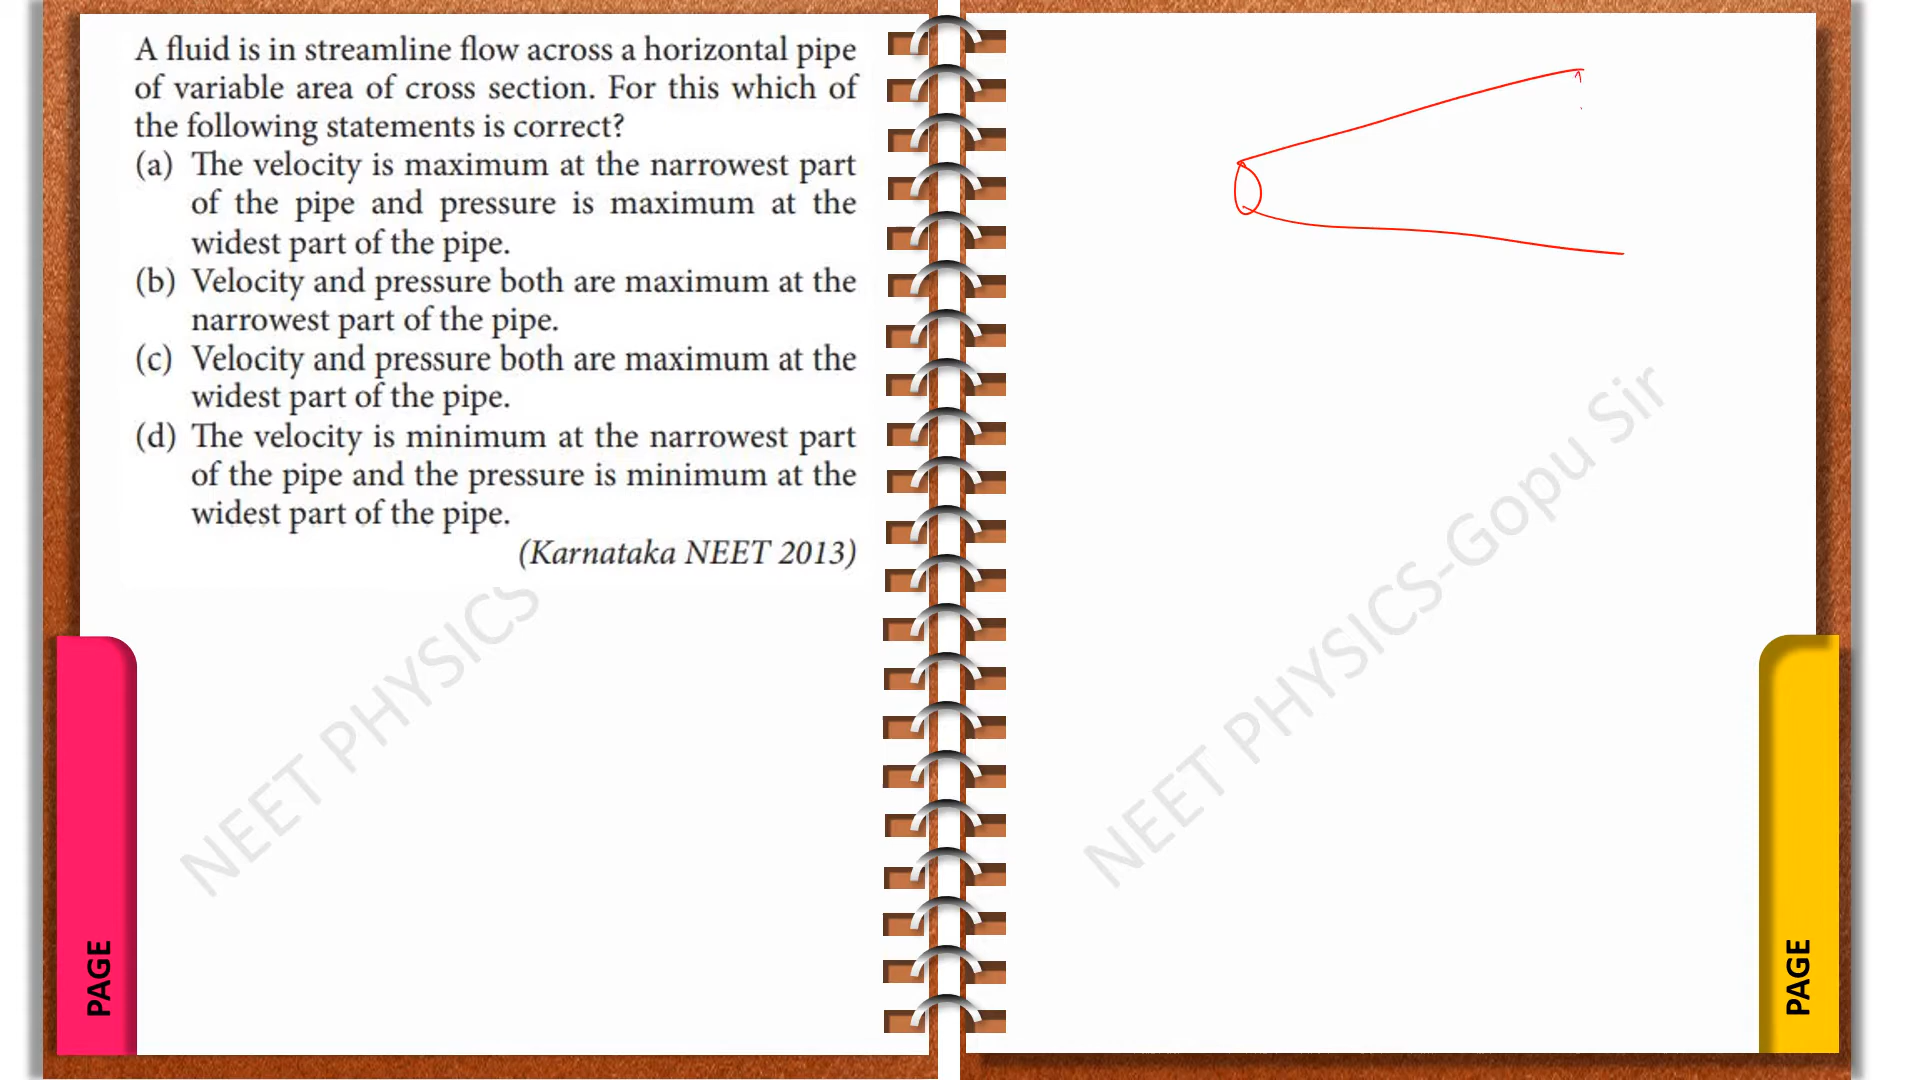 A fluid is in streamline flow across a horizontal pipe
of variable area of cross section. For this which of
the following statements is correct?
(a) The velocity is maximum at the narrowest part
of the pipe and pressure is maximum at the
widest part of the pipe.
(b) Velocity and pressure both are maximum at the
narrowest part of the pipe.
(c) Velocity and pressure both are maximum at the
widest part of the pipe.
(d) The velocity is minimum at the narrowest part
of the pipe and the pressure is minimum at the
widest part of the pipe.
(Karnataka NEET 2013)
NEET PHYSICS
PAGE
NEET PHYSICS-Gopu Sir
PAGE